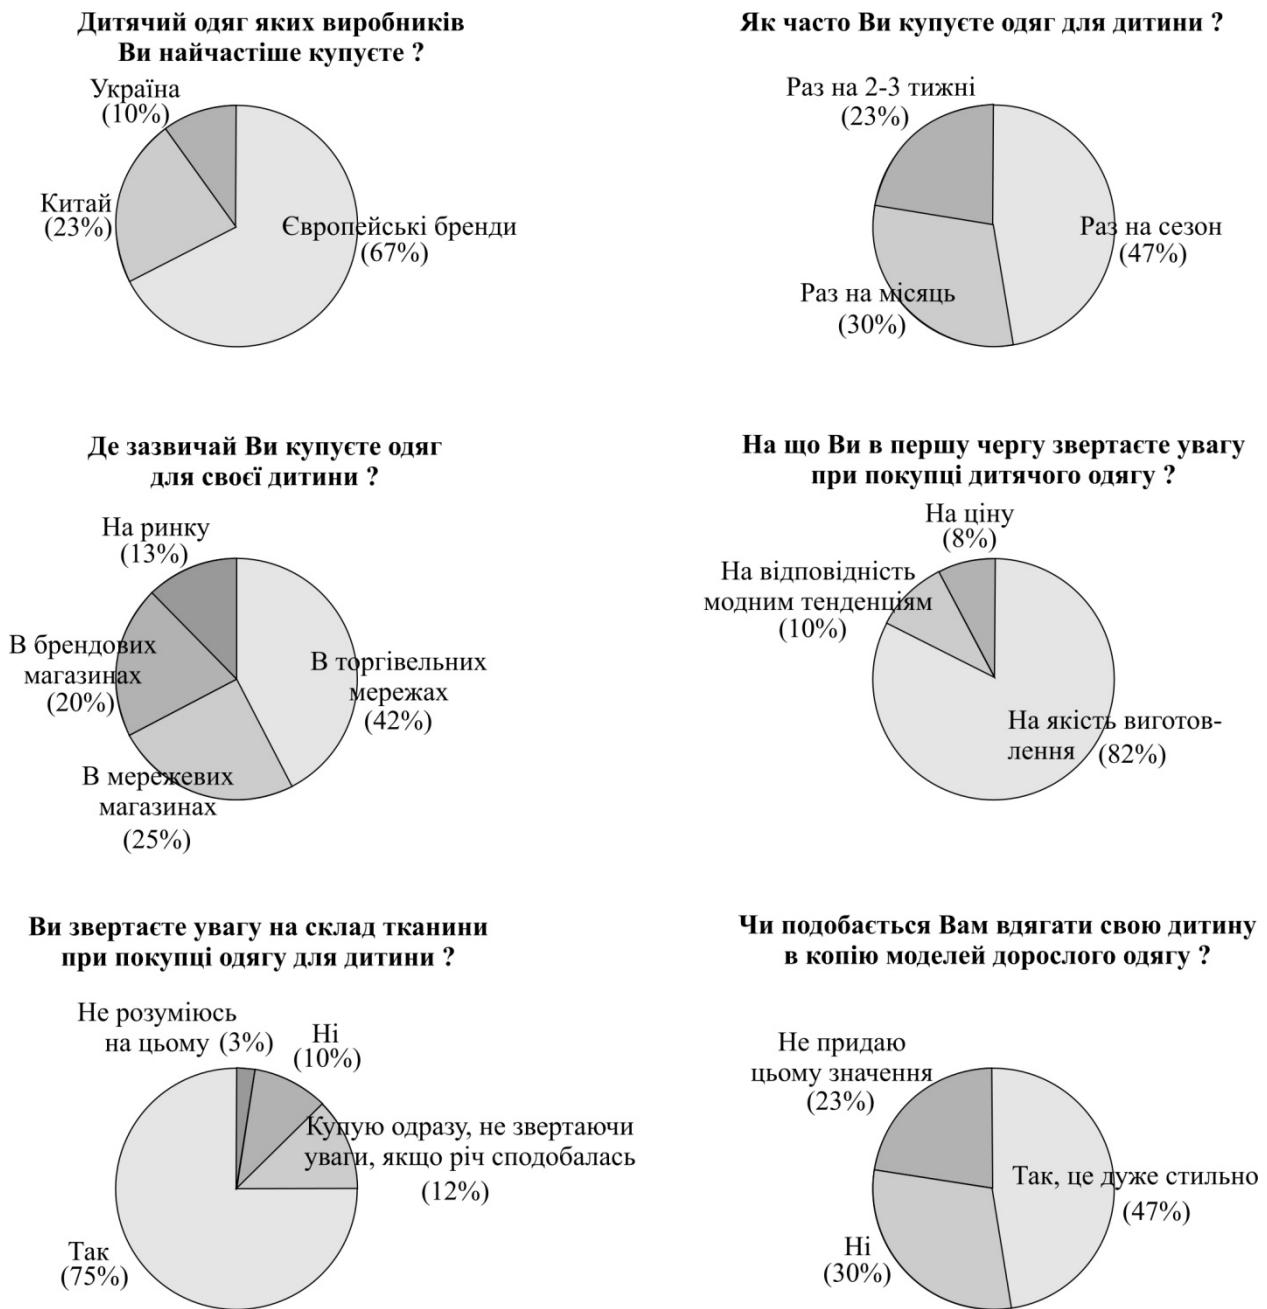 Дитячий одяг яких виробників
Ви найчастіше купуєте ?
Україна
(10%)
Китай
(23%)
Європейські бренди
(67%)
Як часто Ви купуєте одяг для дитини ?
Раз на 2-3 тижні
(23%)
Раз на сезон
(47%)
Раз на місяць
(30%)
Де зазвичай Ви купуєте одяг
для своєї дитини ?
На ринку
(13%)
В брендових
магазинах
(20%)
В торгівельних
мережах
(42%)
В мережевих
магазинах
(25%)
На що Ви в першу чергу звертаєте увагу
при покупці дитячого одягу ?
На ціну
(8%)
На відповідність
модним тенденціям
(10%)
На якість виготов-
лення (82%)
Ви звертаєте увагу на склад тканини
при покупці одягу для дитини ?
Не розуміюсь
на цьому (3%)
Ні
(10%)
Купую одразу, не звертаючи
уваги, якщо річ сподобалась
(12%)
Так
(75%)
Чи подобається Вам вдягати свою дитину
в копію моделей дорослого одягу ?
Не придаю
цьому значення
(23%)
Так, це дуже стильно
(47%)
Ні
(30%)